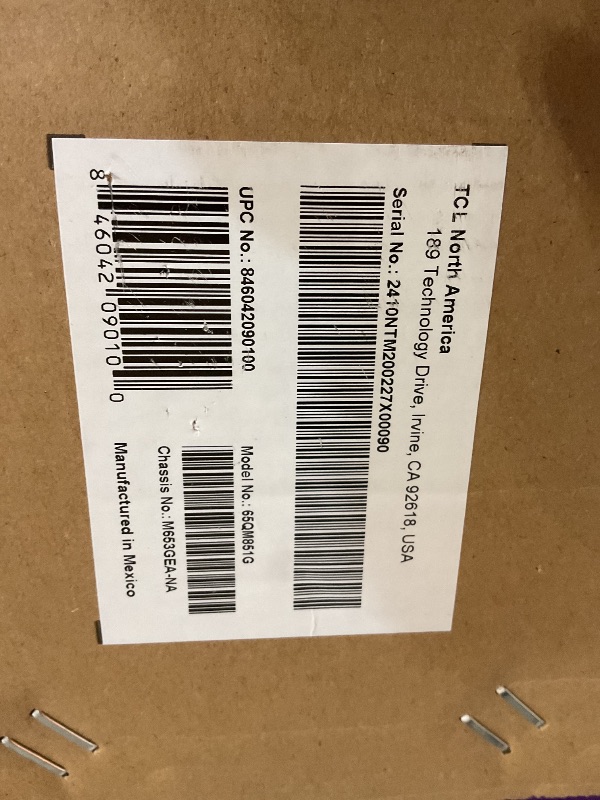 TCL North America
189 Technology Drive, Irvine, CA 92618, USA
Serial No.: 2410NTM200227X00090
UPC No.: 846042090100
8 46042 09010 0
Model No.: 65QM851G
Chassis No.: M653GEA-NA
Manufactured in Mexico